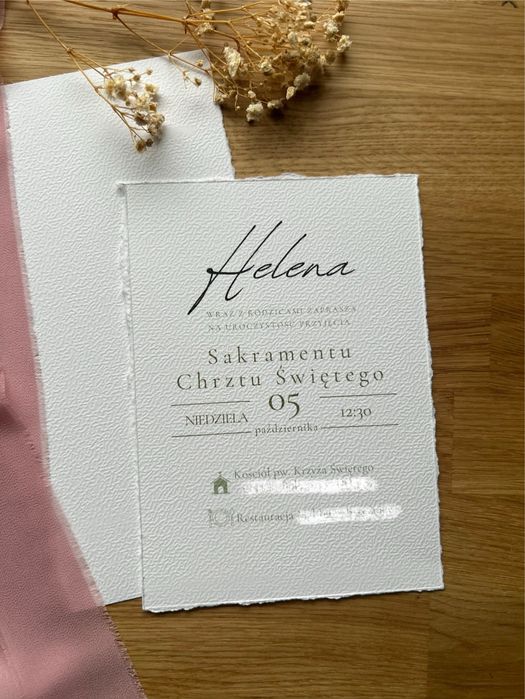 Helena
WRAZ Z RODZICAMI ZAPRASZA
NA UROCZYSTOŚĆ PRZYJĘCIA
Sakramentu
Chrztu Świętego
NIEDZIELA 05 12:30
października
Kościół pw. Krzyża Świętego
Restauracja